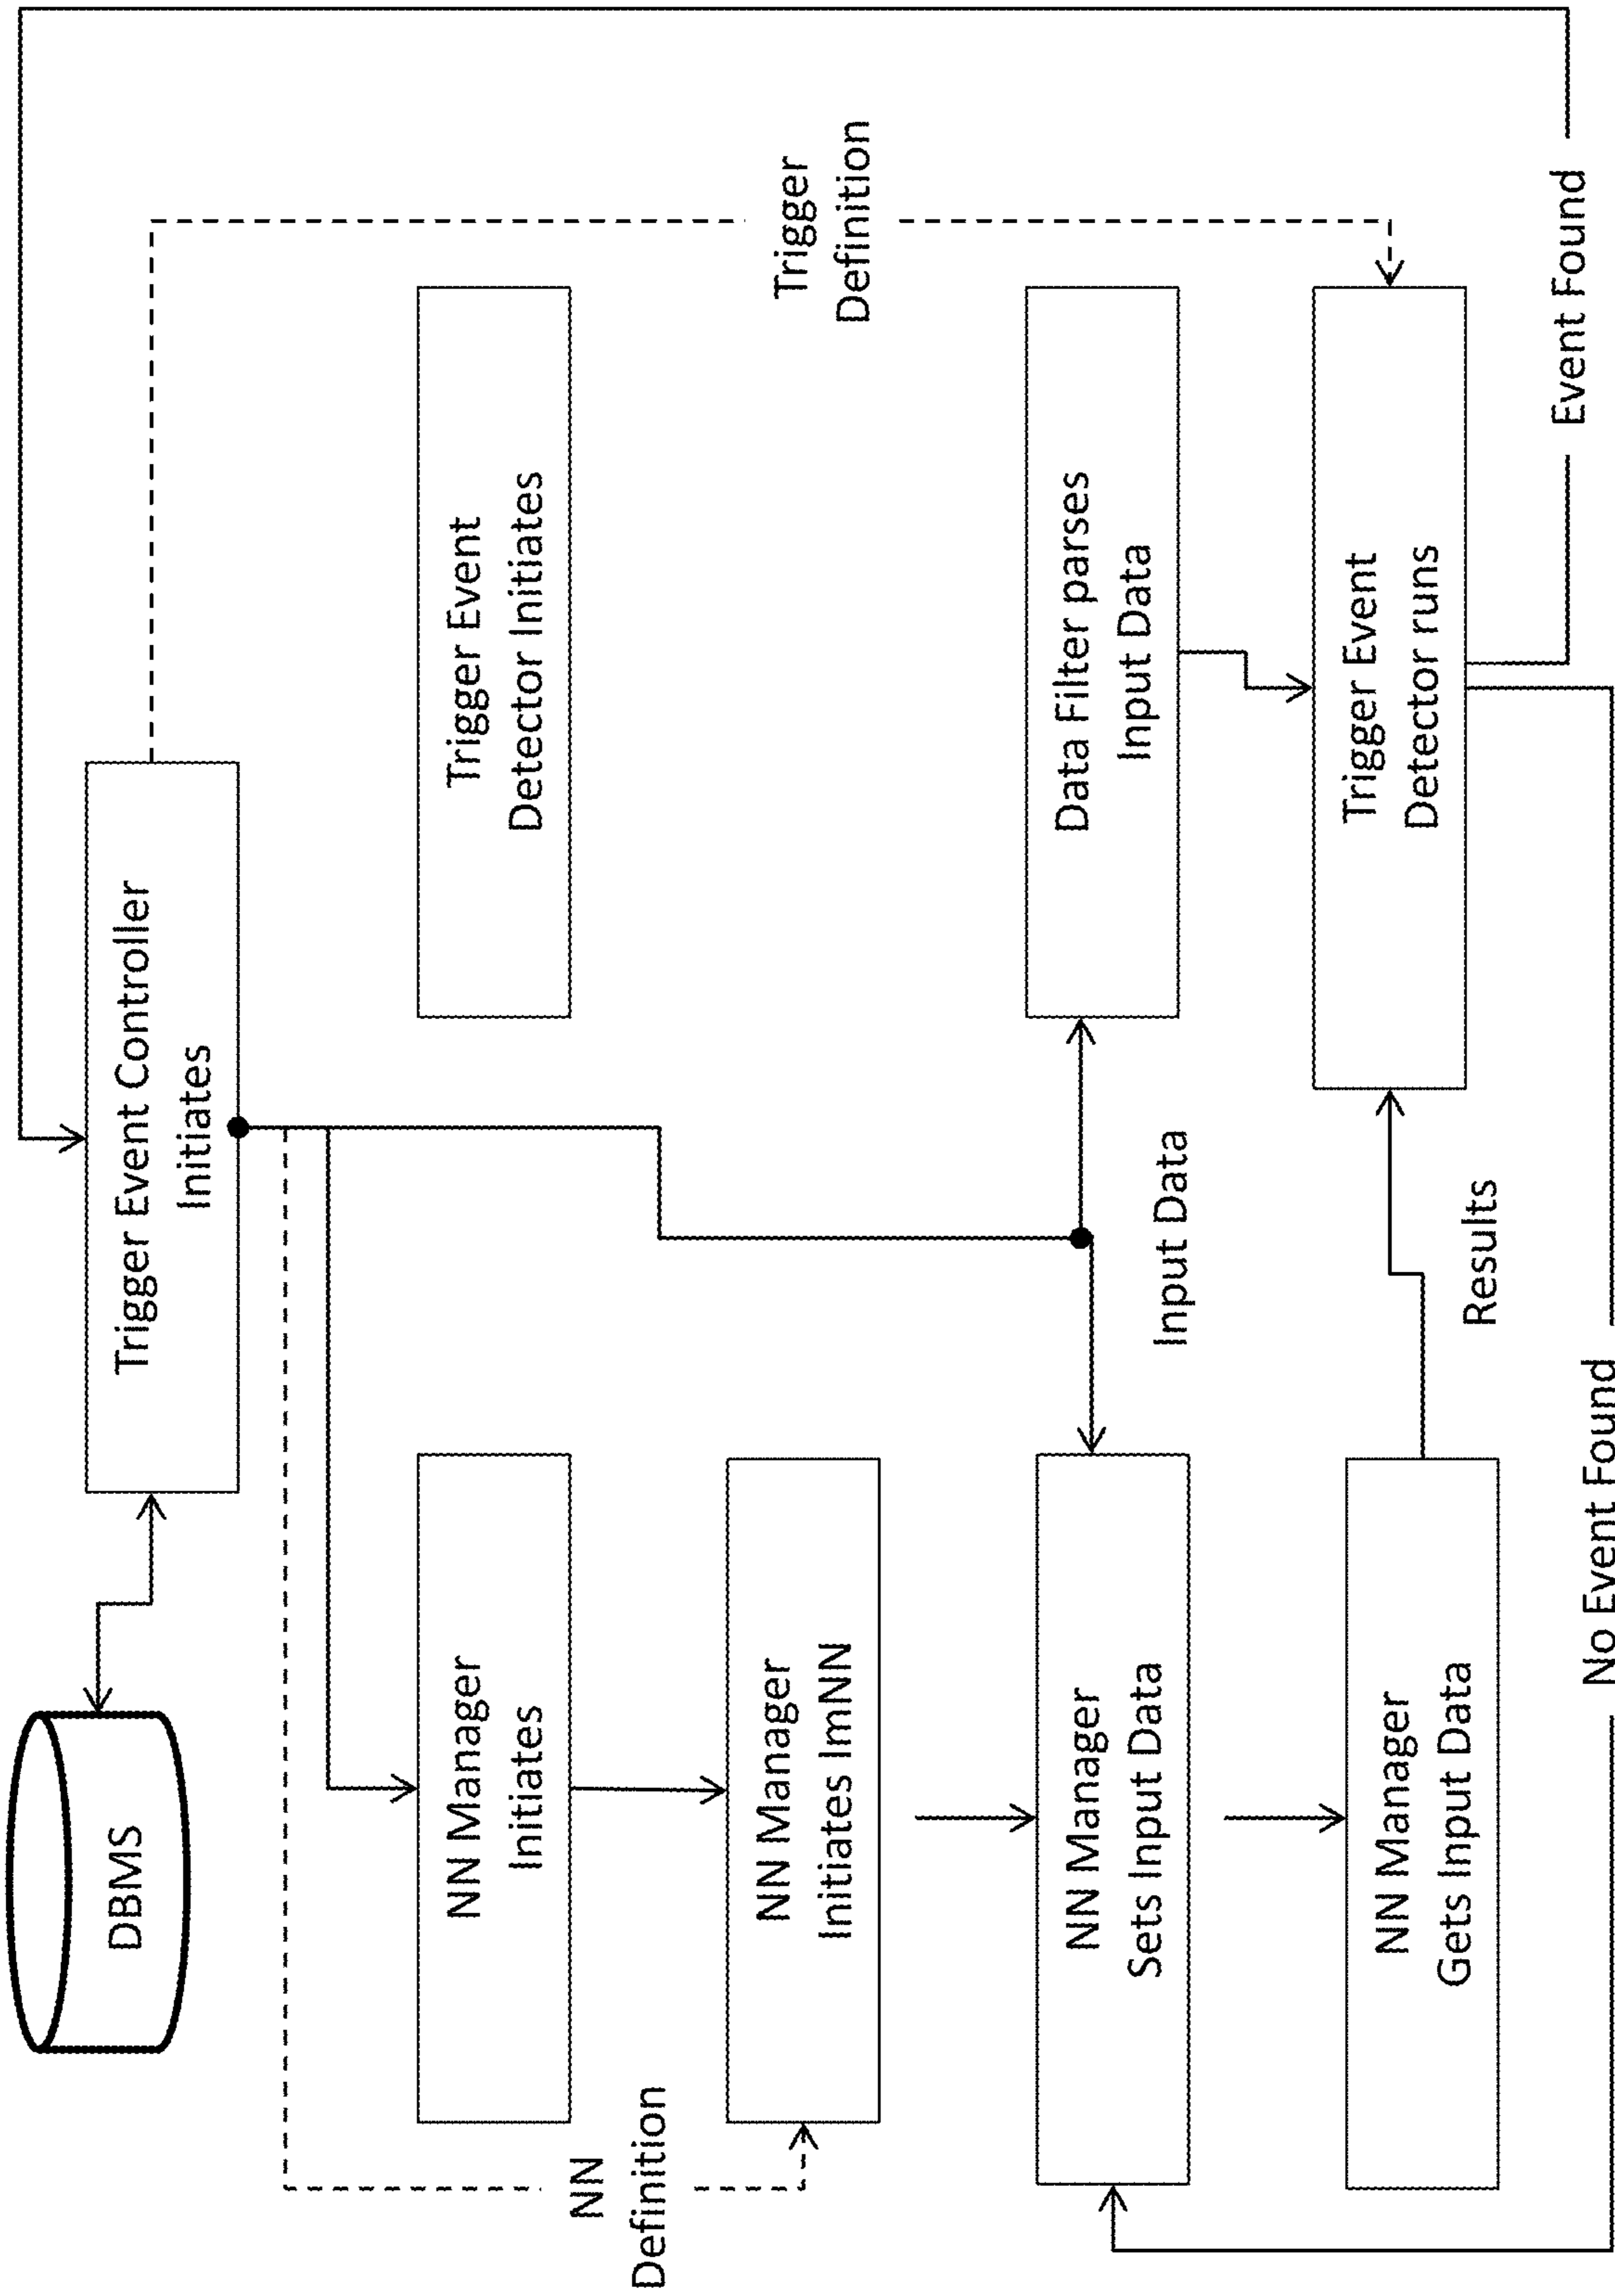 DBMS
Trigger Event Controller
Initiates
NN Manager
Initiates
Trigger Event
Detector Initiates
NN
Definition
NN Manager
Initiates ImNN
Trigger
Definition
NN Manager
Sets Input Data
Input Data
Data Filter parses
Input Data
NN Manager
Gets Input Data
Results
Trigger Event
Detector runs
No Event Found
Event Found